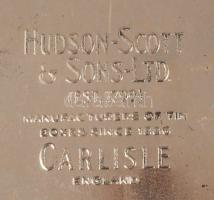 HUDSON-SCOTT
& SONS-LTD.
MANUFACTURERS OF TIN
BOXES SINCE
CARLISLE
ENGLAND